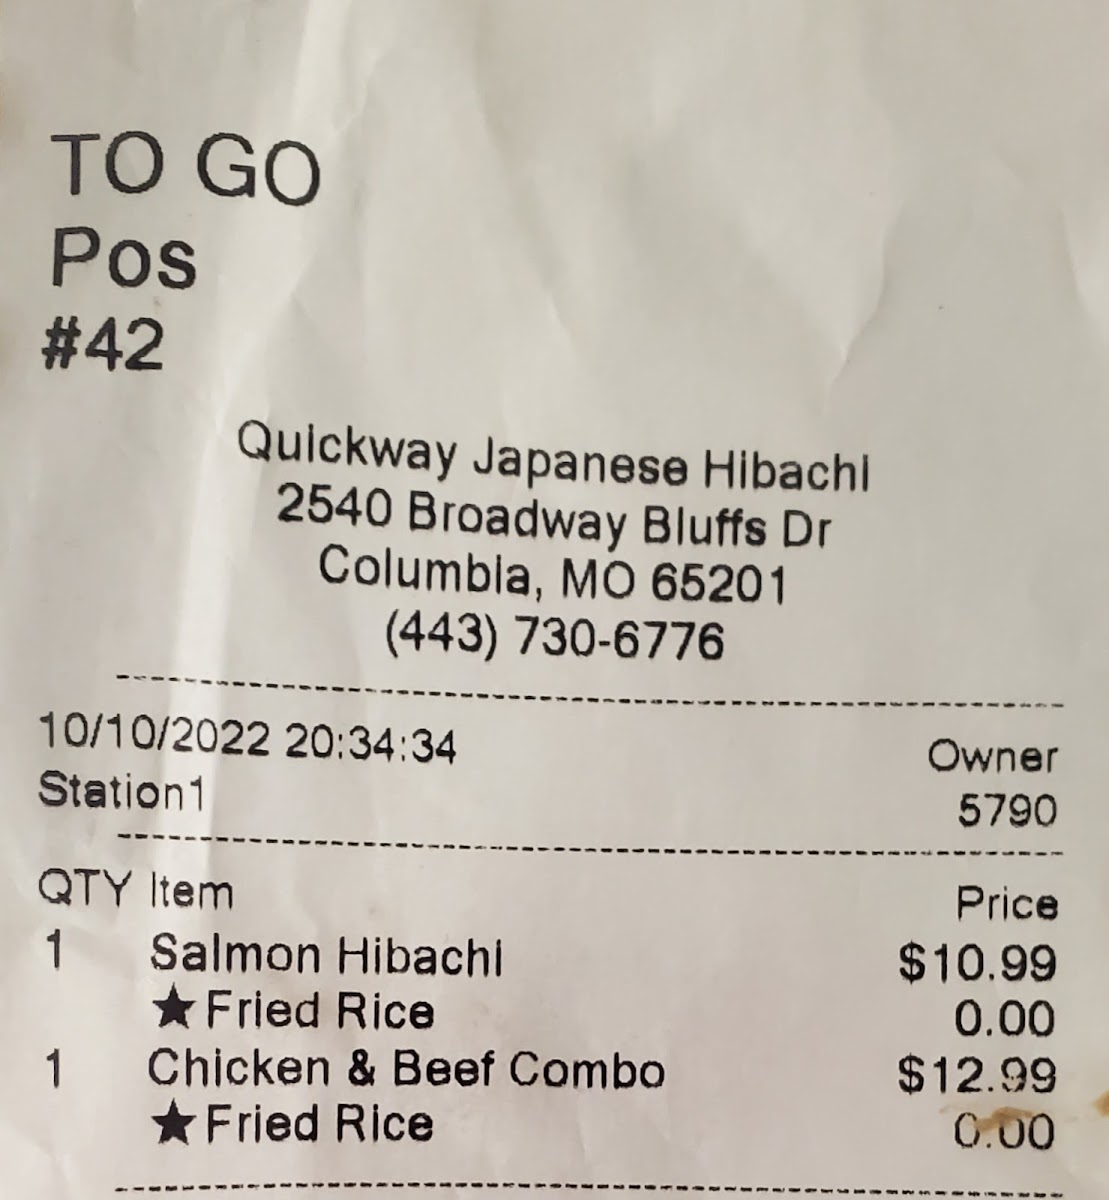 TO GO
Pos
#42
Quickway Japanese Hibachi
2540 Broadway Bluffs Dr
Columbia, MO 65201
(443) 730-6776
10/10/2022 20:34:34 Owner
Station1 5790
QTY Item Price
1 Salmon Hibachi $10.99
★ Fried Rice 0.00
1 Chicken & Beef Combo $12.99
★ Fried Rice 0.00